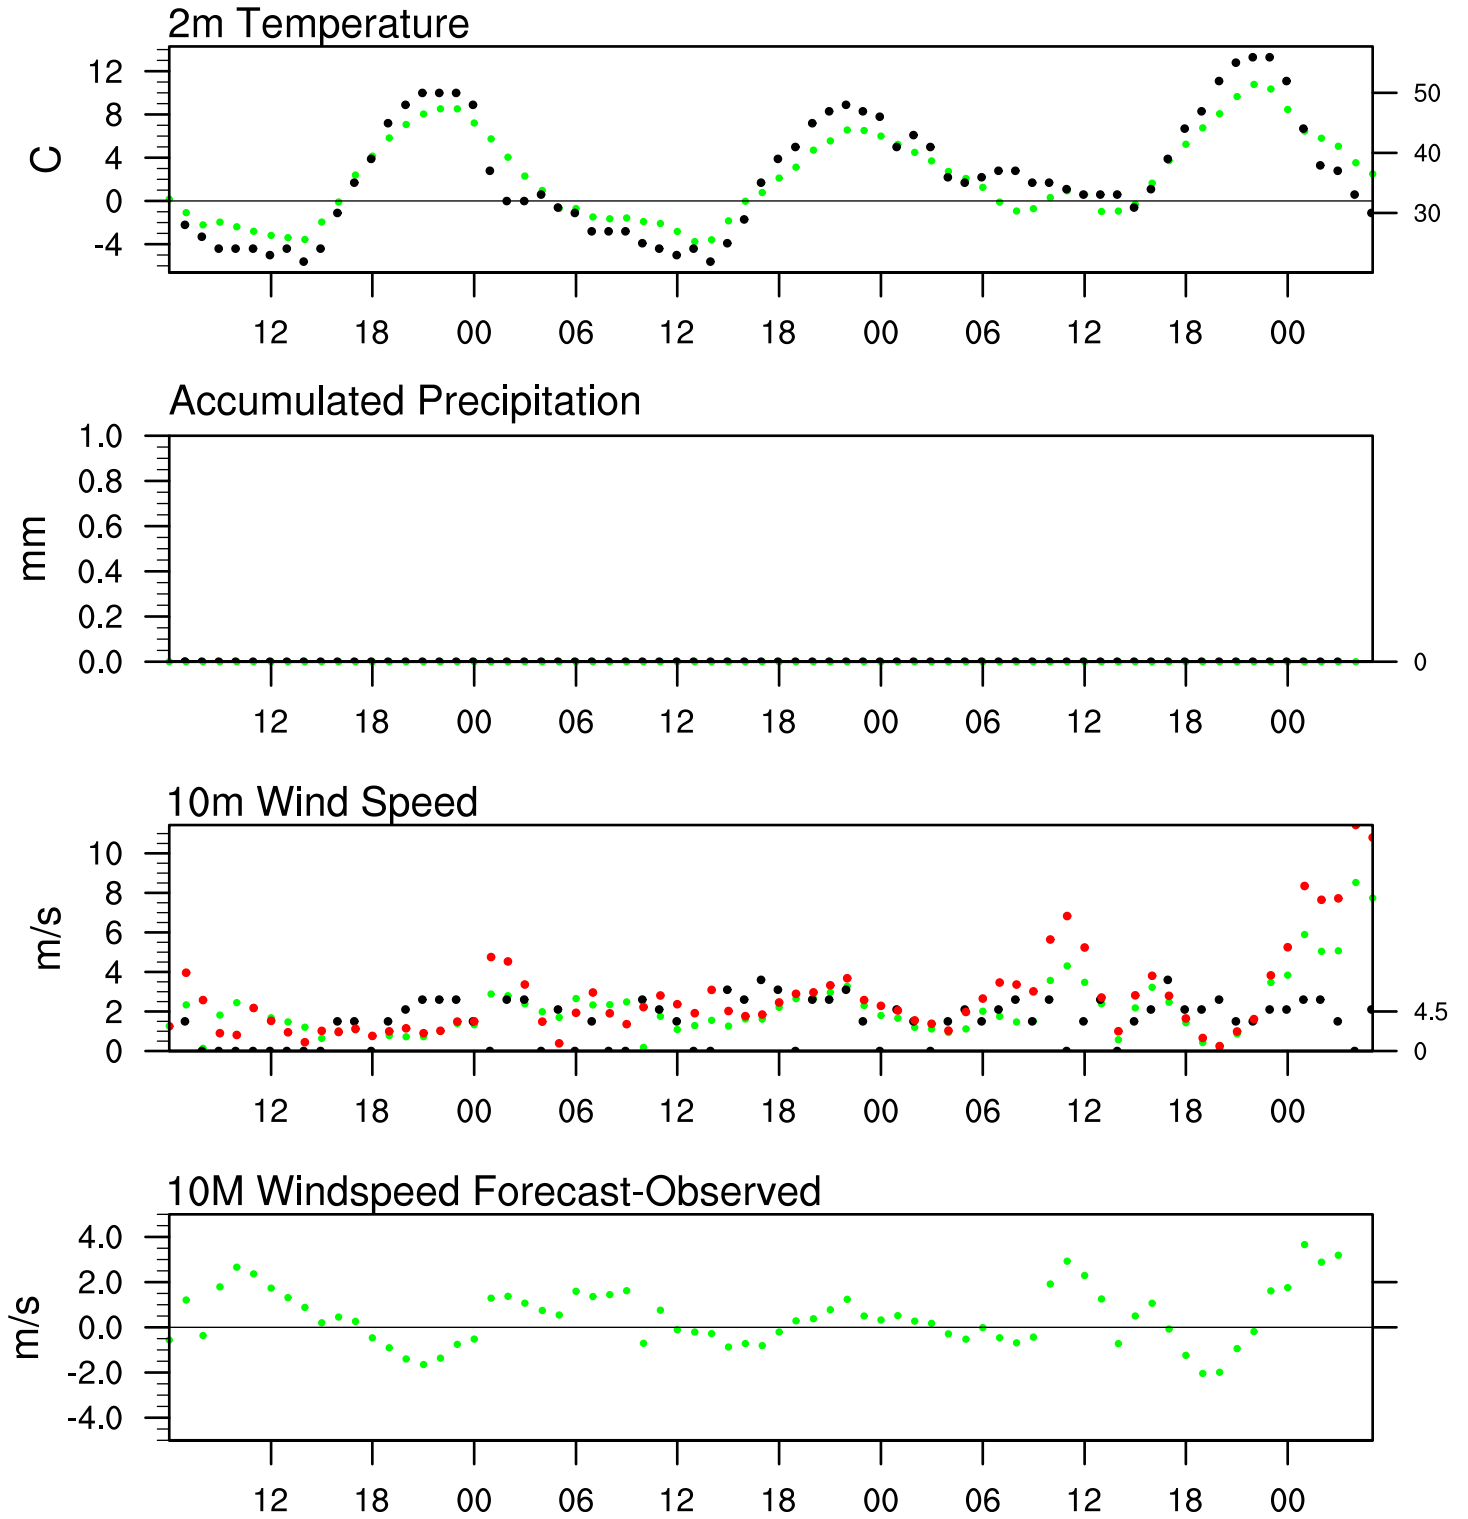 2m Temperature
12
8
4
0
-4
C
50
40
30
12 18 00 06 12 18 00 06 12 18 00
Accumulated Precipitation
1.0
0.8
0.6
0.4
0.2
0.0
mm
0
12 18 00 06 12 18 00 06 12 18 00
10m Wind Speed
10
8
6
4
2
0
m/s
4.5
0
12 18 00 06 12 18 00 06 12 18 00
10M Windspeed Forecast-Observed
4.0
2.0
0.0
-2.0
-4.0
m/s
12 18 00 06 12 18 00 06 12 18 00